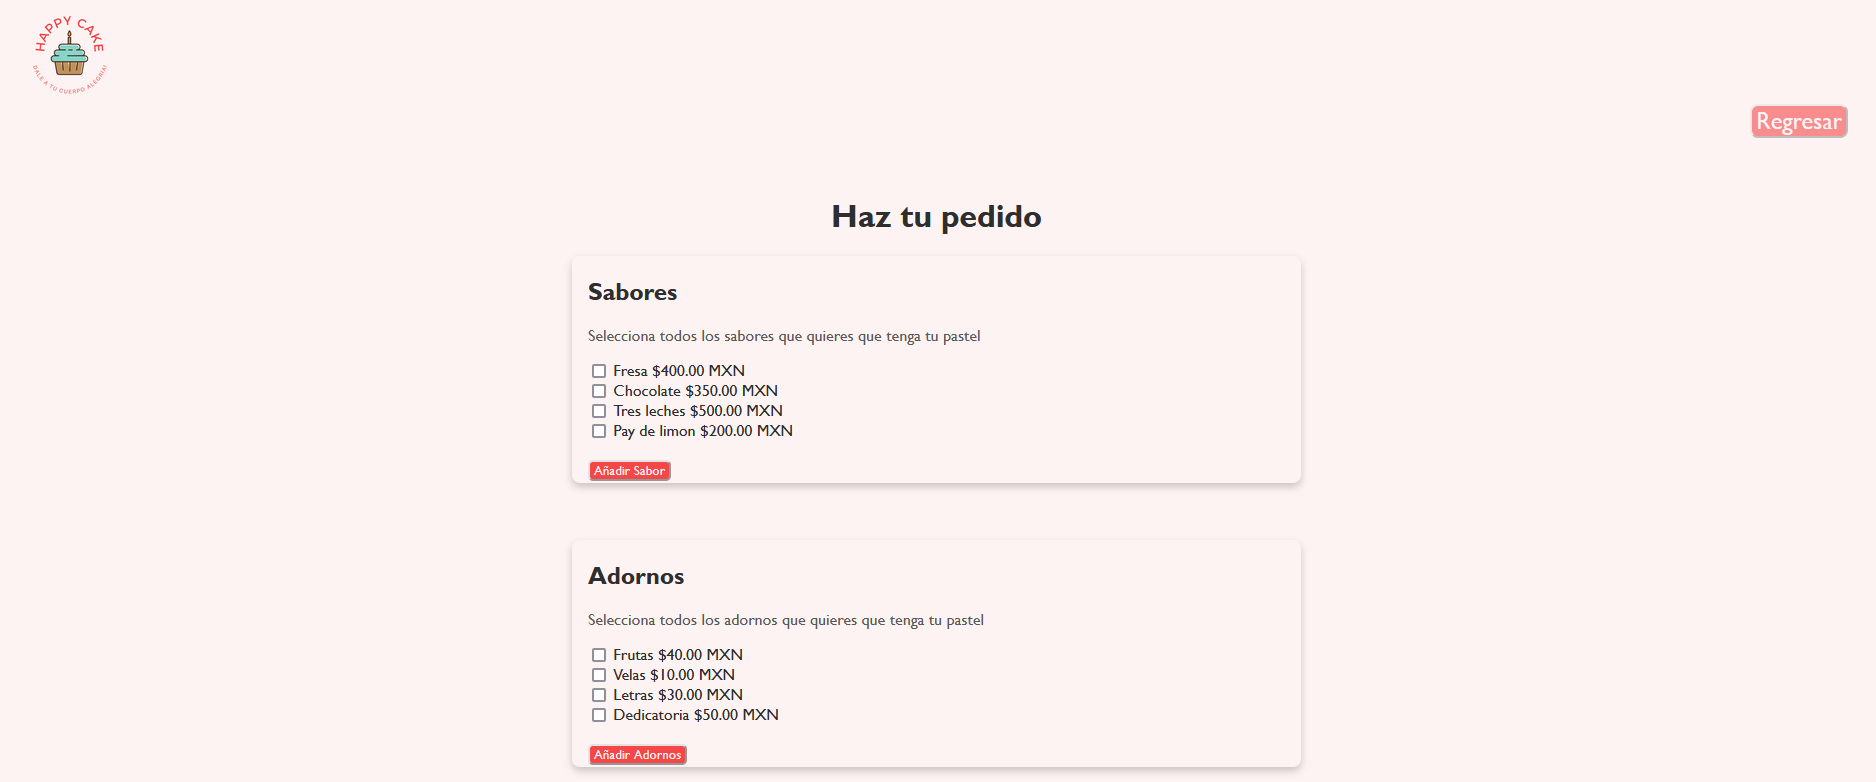 HAPPY CAKE
DALE A TU CUERPO ALEGRIA!
Regresar
Haz tu pedido
Sabores
Selecciona todos los sabores que quieres que tenga tu pastel
Fresa $400.00 MXN
Chocolate $350.00 MXN
Tres leches $500.00 MXN
Pay de limon $200.00 MXN
Añadir Sabor
Adornos
Selecciona todos los adornos que quieres que tenga tu pastel
Frutas $40.00 MXN
Velas $10.00 MXN
Letras $30.00 MXN
Dedicatoria $50.00 MXN
Añadir Adornos